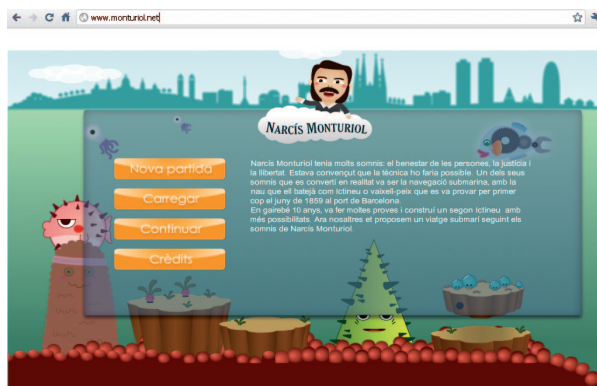 www.monturiol.net
NARCÍS MONTURIOL
Nova partida
Carregar
Continuar
Crèdits
Narcís Monturiol tenia molts somnis: el benestar de les persones, la justícia i
la llibertat. Estava convençut que la tècnica ho faria possible. Un dels seus
somnis que es convertí en realitat va ser la navegació submarina, amb la
nau que ell batejà com Ictineu o vaixell-peix que es va provar per primer
cop el juny de 1859 al port de Barcelona.
En gairebé 10 anys, va fer moltes proves i construí un segon Ictineu amb
més possibilitats. Ara nosaltres et proposem un viatge submarí seguint els
somnis de Narcís Monturiol